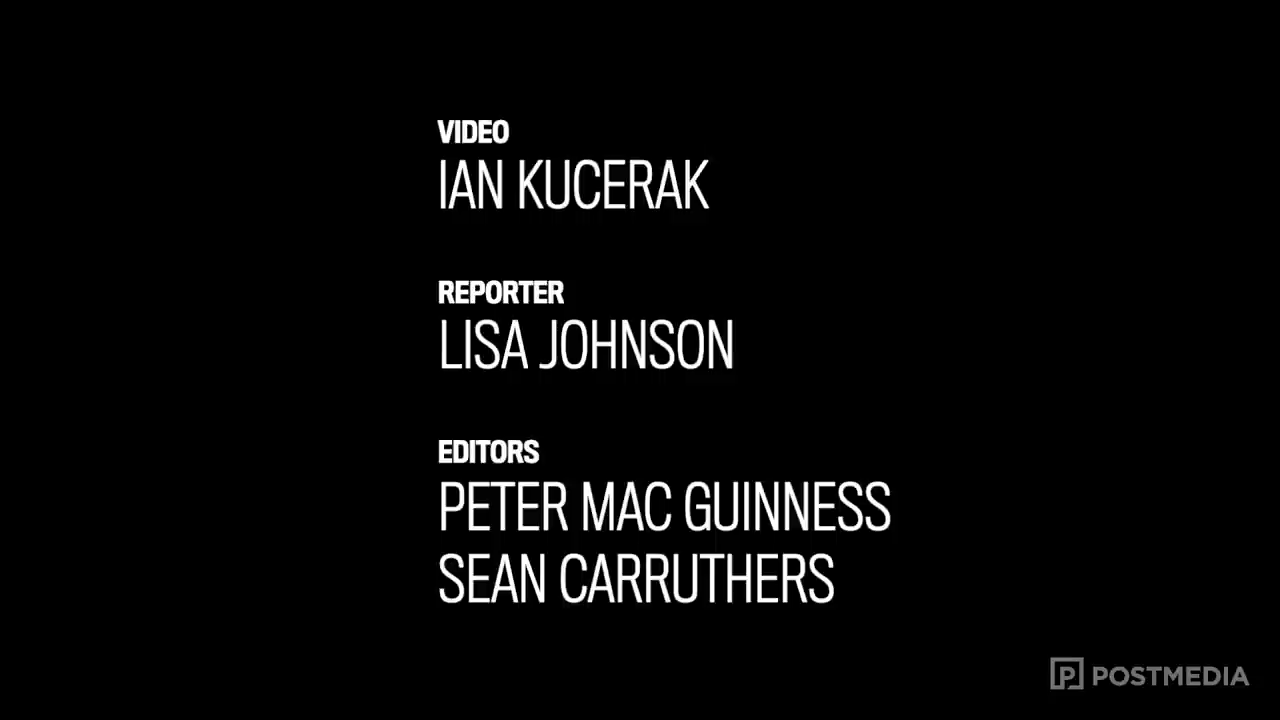 VIDEO
IAN KUCERAK
REPORTER
LISA JOHNSON
EDITORS
PETER MAC GUINNESS
SEAN CARRUTHERS
P POSTMEDIA